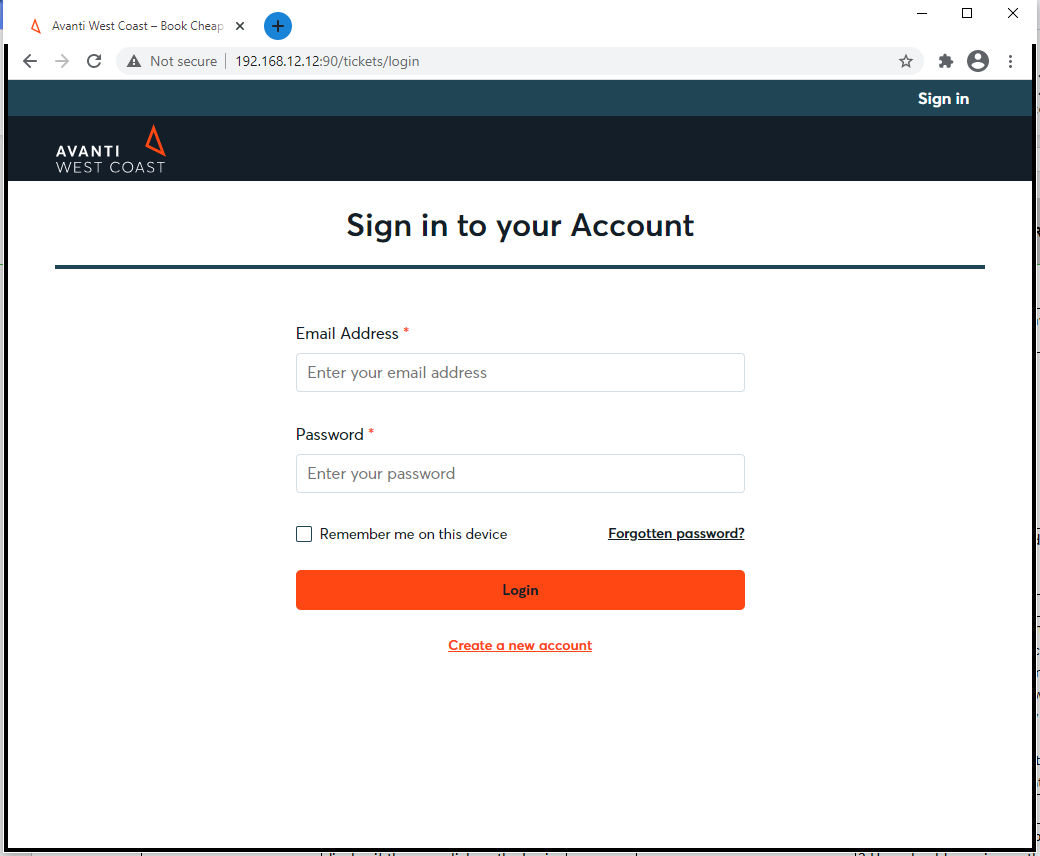 Avanti West Coast – Book Cheap
Not secure | 192.168.12.12:90/tickets/login
Sign in
AVANTI
WEST COAST
Sign in to your Account
Email Address *
Enter your email address
Password *
Enter your password
Remember me on this device Forgotten password?
Login
Create a new account